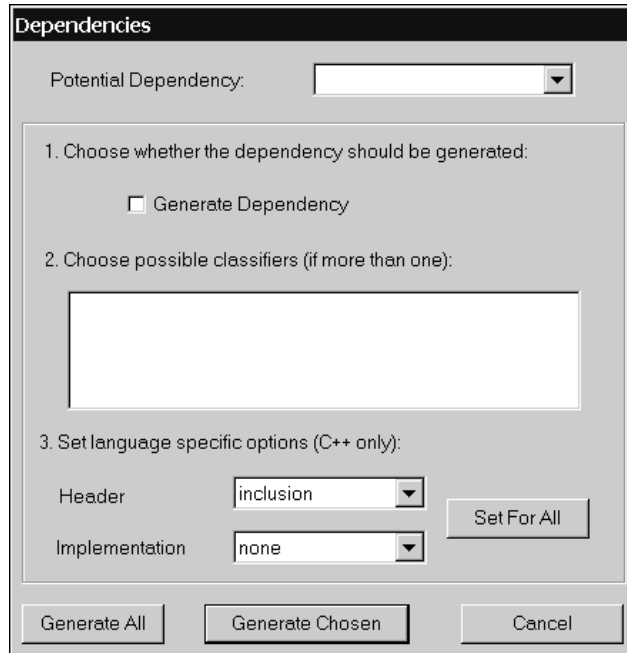 Dependencies
Potential Dependency:
1. Choose whether the dependency should be generated:
Generate Dependency
2. Choose possible classifiers (if more than one):
3. Set language specific options (C++ only):
Header
inclusion
Set For All
Implementation
none
Generate All
Generate Chosen
Cancel